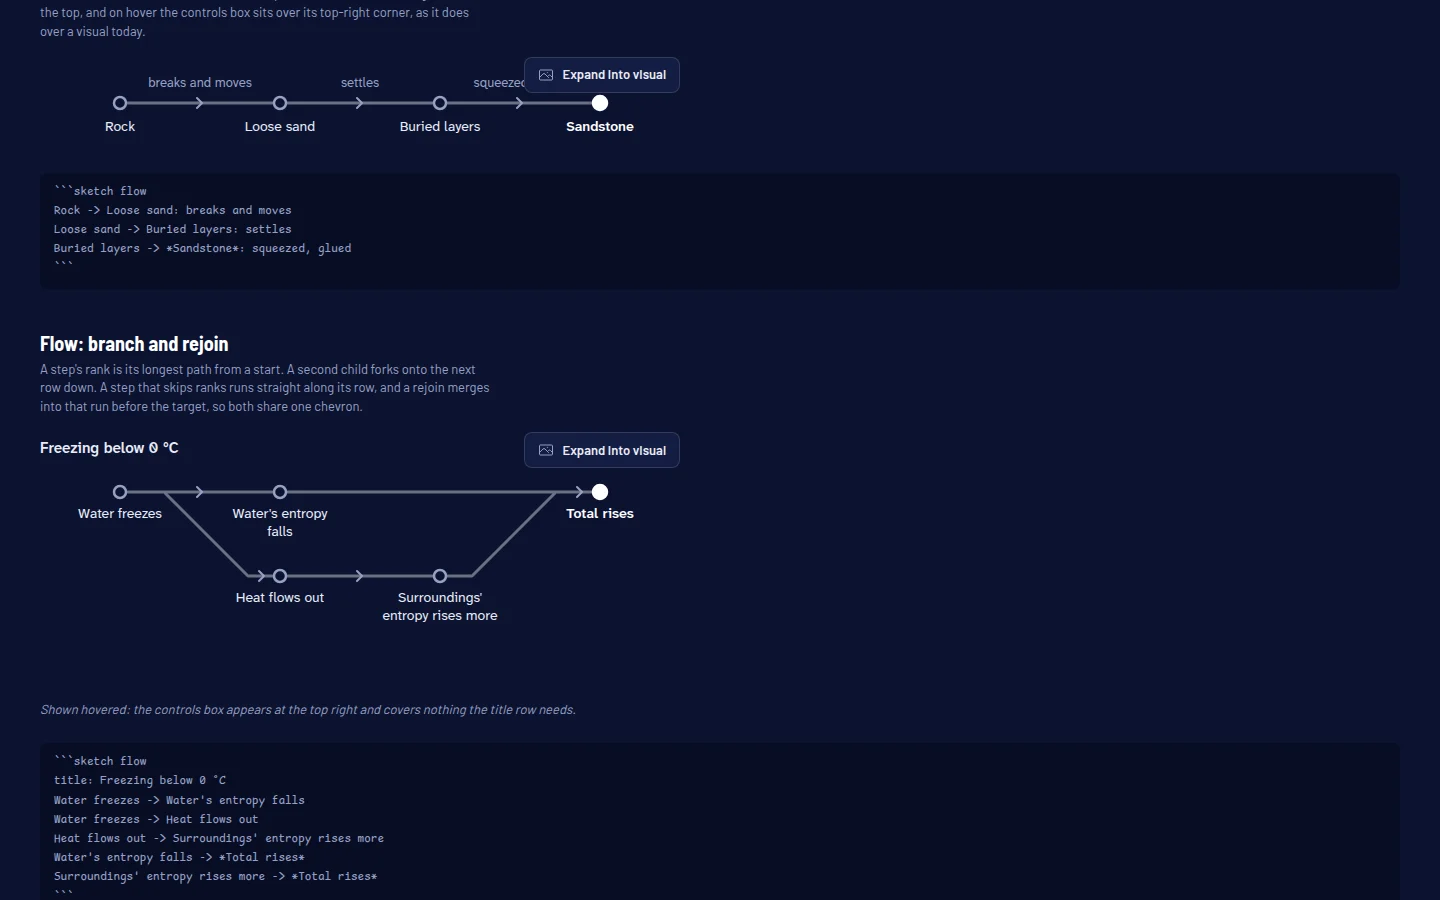 the top, and on hover the controls box sits over its top-right corner, as it does
over a visual today.
Expand into visual
breaks and moves settles squeezed
Rock Loose sand Buried layers Sandstone
```sketch flow
Rock -> Loose sand: breaks and moves
Loose sand -> Buried layers: settles
Buried layers -> *Sandstone*: squeezed, glued
```
Flow: branch and rejoin
A step's rank is its longest path from a start. A second child forks onto the next
row down. A step that skips ranks runs straight along its row, and a rejoin merges
into that run before the target, so both share one chevron.
Freezing below 0 °C
Expand into visual
Water freezes Water's entropy Total rises
falls
Heat flows out Surroundings'
entropy rises more
Shown hovered: the controls box appears at the top right and covers nothing the title row needs.
```sketch flow
title: Freezing below 0 °C
Water freezes -> Water's entropy falls
Water freezes -> Heat flows out
Heat flows out -> Surroundings' entropy rises more
Water's entropy falls -> *Total rises*
Surroundings' entropy rises more -> *Total rises*
```